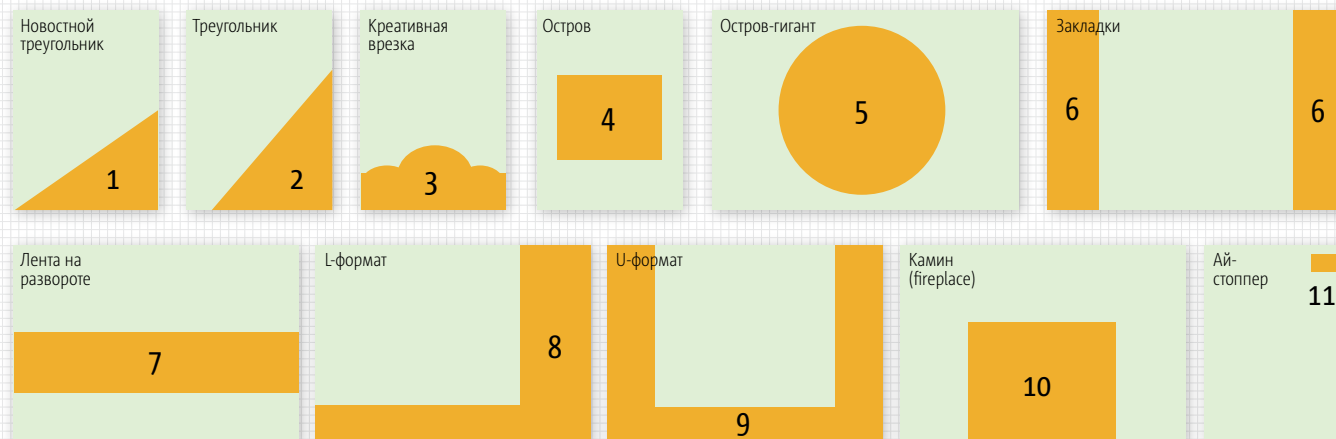 Новостной
треугольник
1
Треугольник
2
Креативная
врезка
3
Остров
4
Остров-гигант
5
Закладки
6
6
Лента на
развороте
7
L-формат
8
U-формат
9
Камин
(fireplace)
10
Ай-
стоппер
11